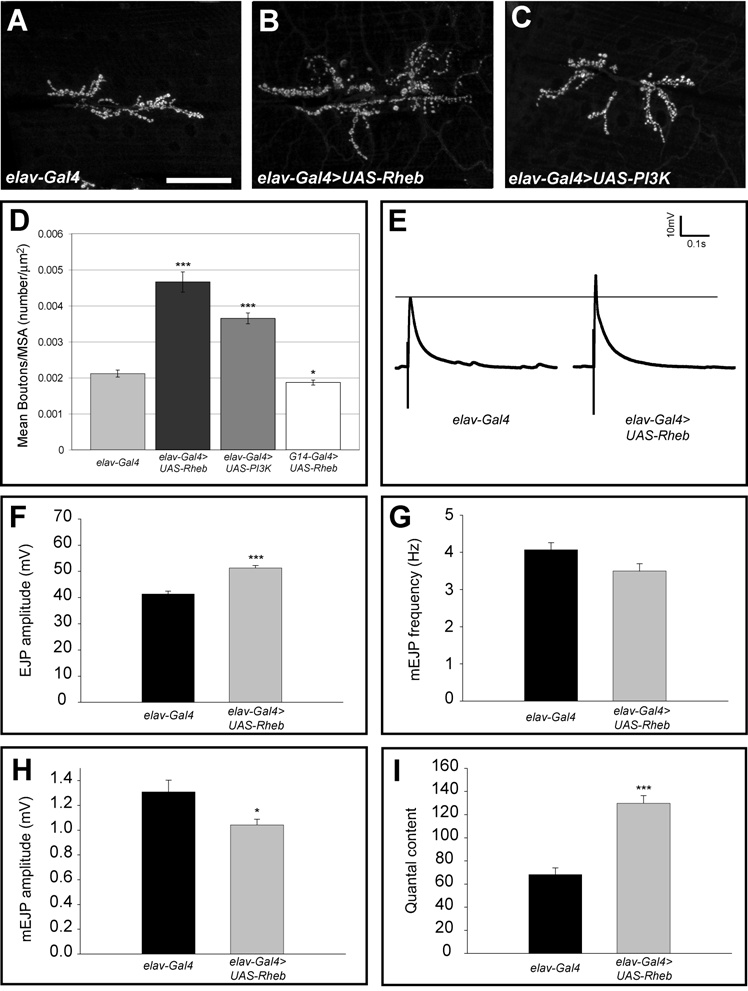 A
B
C
elav-Gal4
elav-Gal4>UAS-Rheb
elav-Gal4>UAS-PI3K
D
Mean Boutons/MSA (number/µm²)
0.006
0.005
0.004
0.003
0.002
0.001
0
***
***
*
elav-Gal4
elav-Gal4>
UAS-Rheb
elav-Gal4>
UAS-PI3K
G14-Gal4>
UAS-Rheb
E
10mV
0.1s
elav-Gal4
elav-Gal4>
UAS-Rheb
F
EJP amplitude (mV)
70
60
50
40
30
20
10
0
***
elav-Gal4
elav-Gal4>
UAS-Rheb
G
mEJP frequency (Hz)
5
4
3
2
1
0
elav-Gal4
elav-Gal4>
UAS-Rheb
H
mEJP amplitude (mV)
1.4
1.2
1.0
0.8
0.6
0.4
0.2
0.0
*
elav-Gal4
elav-Gal4>
UAS-Rheb
I
Quantal content
160
140
120
100
80
60
40
20
0
***
elav-Gal4
elav-Gal4>
UAS-Rheb